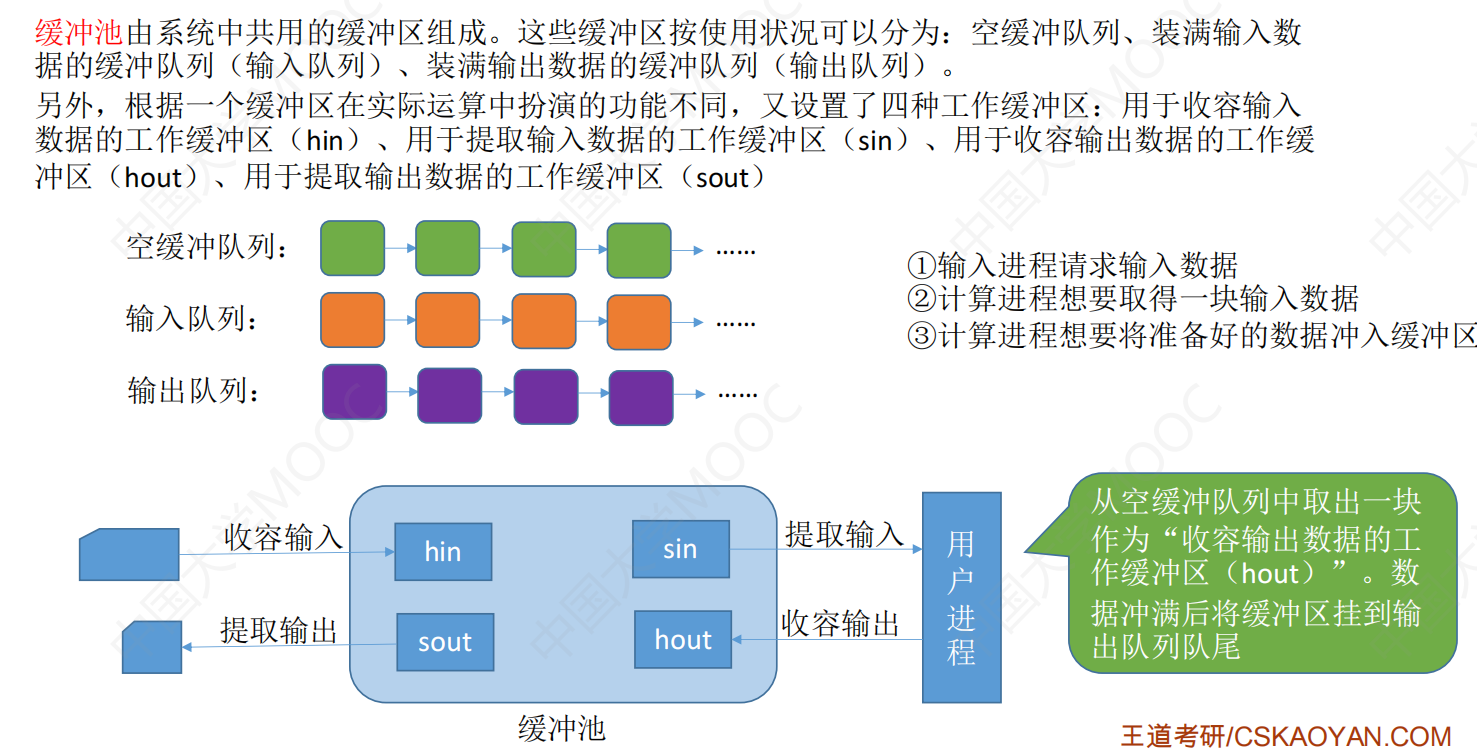 缓冲池由系统中共用的缓冲区组成。这些缓冲区按使用状况可以分为：空缓冲队列、装满输入数
据的缓冲队列（输入队列）、装满输出数据的缓冲队列（输出队列）。
另外，根据一个缓冲区在实际运算中扮演的功能不同，又设置了四种工作缓冲区：用于收容输入
数据的工作缓冲区（hin）、用于提取输入数据的工作缓冲区（sin）、用于收容输出数据的工作缓
冲区（hout）、用于提取输出数据的工作缓冲区（sout）
空缓冲队列：
……
输入队列：
……
输出队列：
……
①输入进程请求输入数据
②计算进程想要取得一块输入数据
③计算进程想要将准备好的数据冲入缓冲区
收容输入
hin
sin
提取输入
提取输出
sout
hout
收容输出
用户进程
缓冲池
从空缓冲队列中取出一块
作为“收容输出数据的工
作缓冲区（hout）”。数
据冲满后将缓冲区挂到输
出队列队尾
王道考研/CSKAOYAN.COM
中国大学MOOC